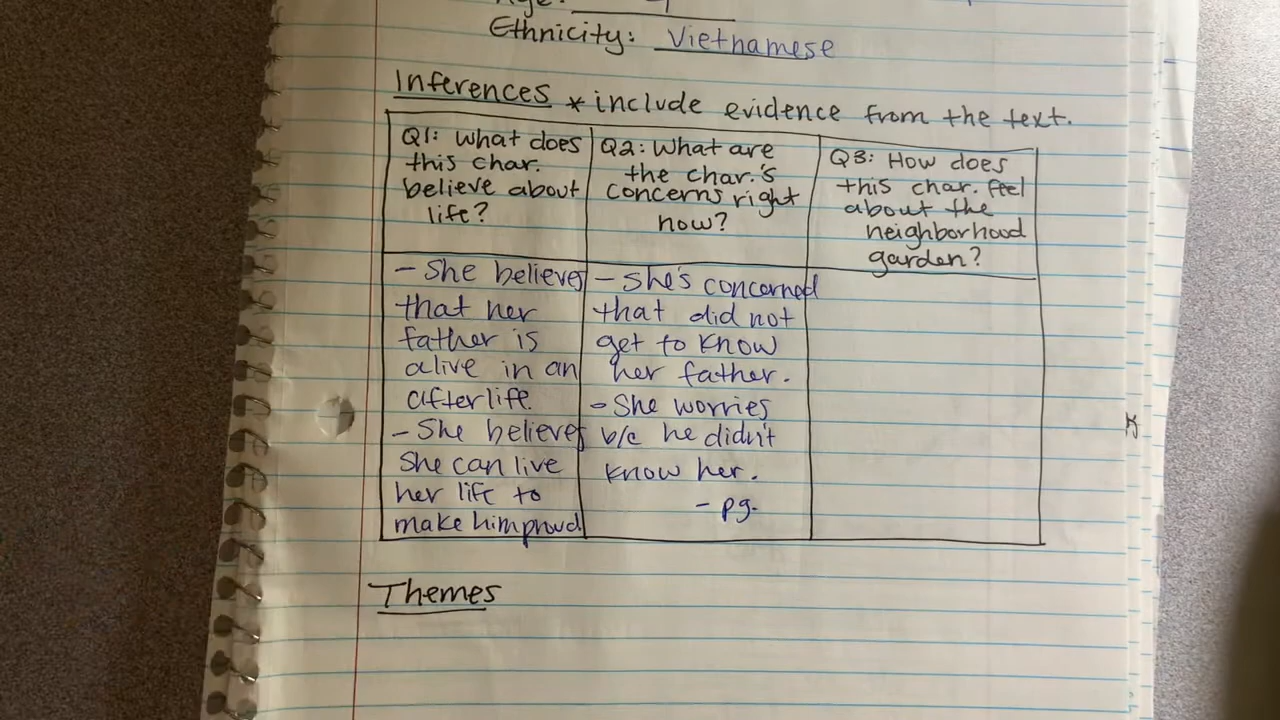 Age:
Ethnicity: Vietnamese
Inferences * include evidence from the text.
Q1: What does
this char.
believe about
life?
Q2: What are
the char.'s
concerns right
now?
Q3: How does
this char. feel
about the
neighborhood
garden?
- She believes
that her
father is
alive in an
afterlife.
- She believes
she can live
her life to
make him proud
- She's concerned
that did not
get to know
her father.
- She worries
b/c he didn't
know her.
- pg.
Themes